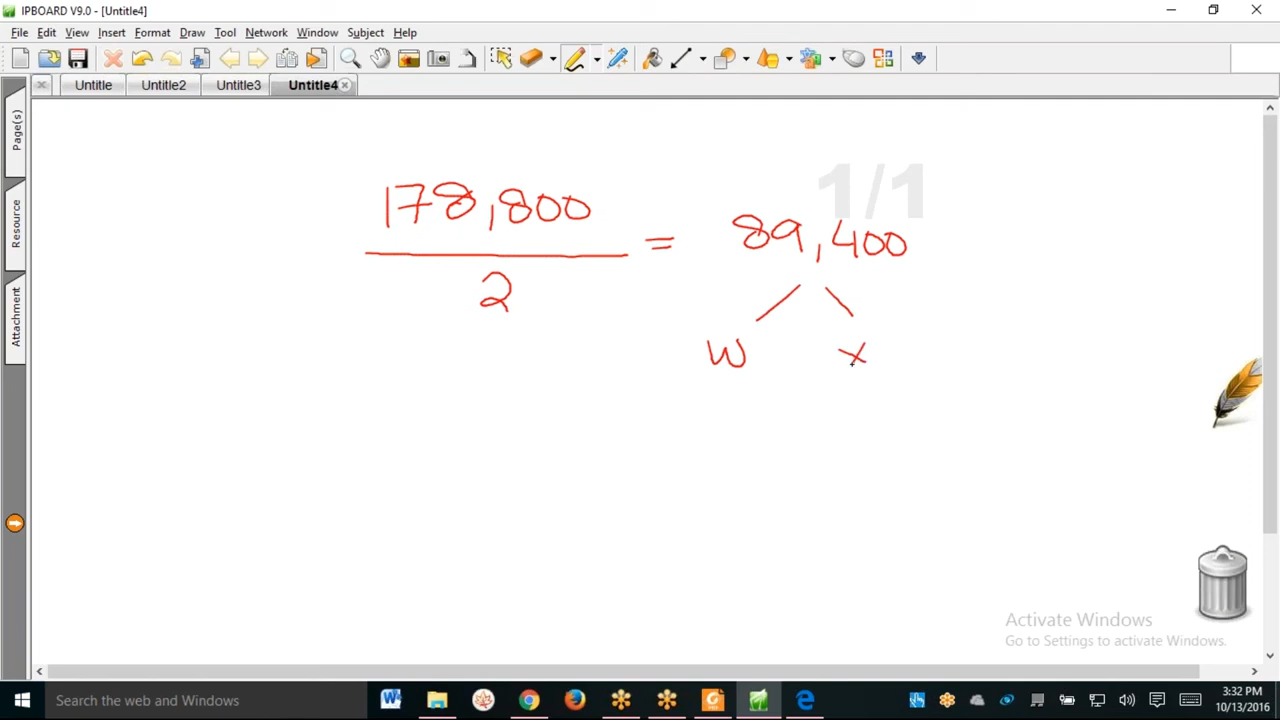 IPBOARD V9.0 - [Untitle4]
File Edit View Insert Format Draw Tool Network Window Subject Help
Untitle Untitle2 Untitle3 Untitle4
Page(s)
Resource
Attachment
1/1
178,800
2
= 89,400
W x
Activate Windows
Go to Settings to activate Windows.
Search the web and Windows
3:32 PM
10/13/2016